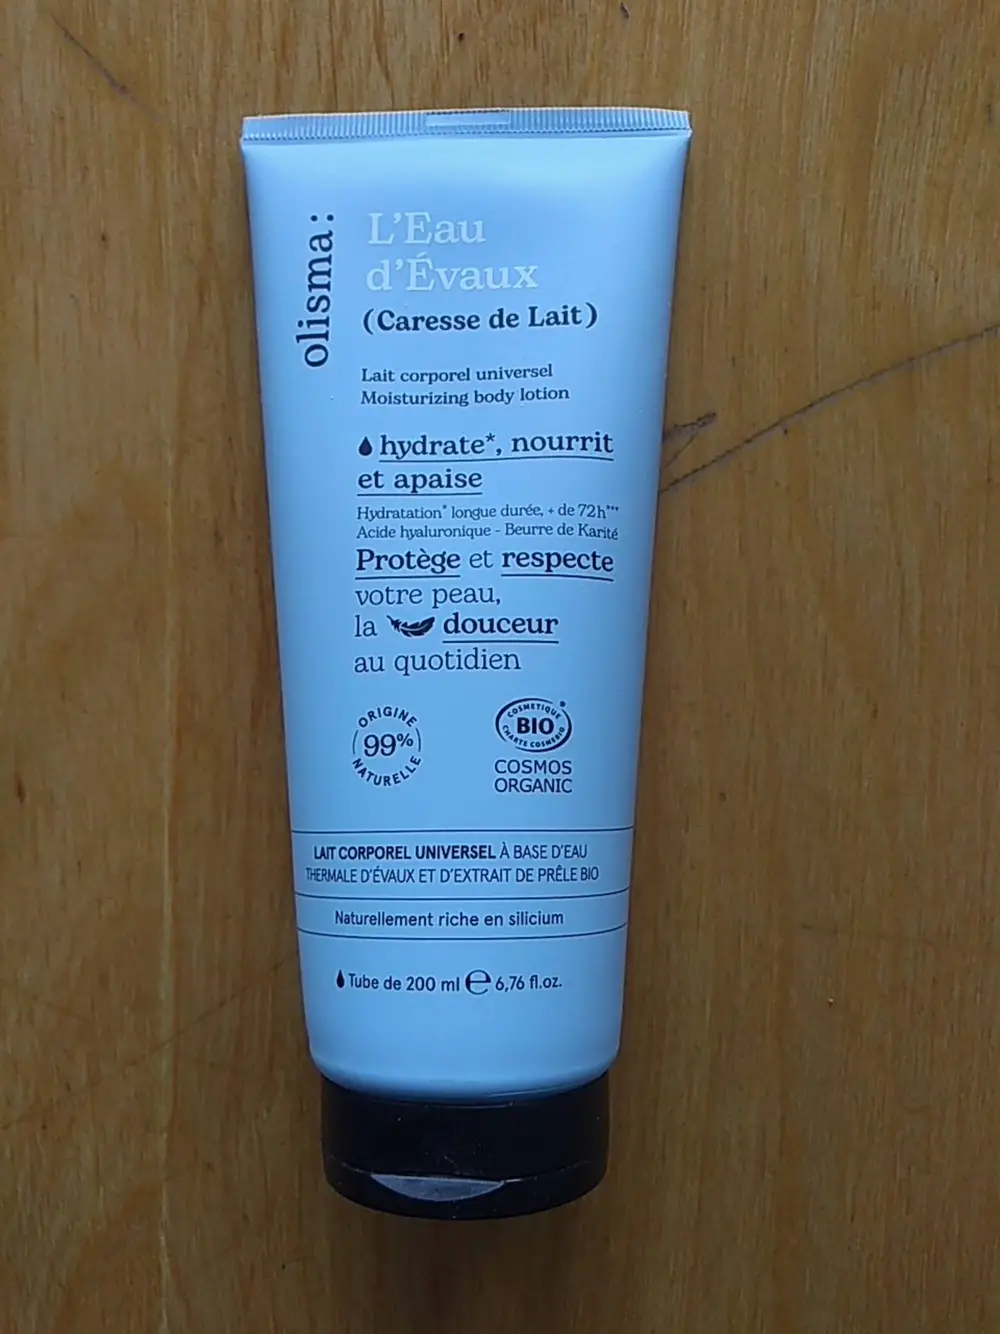 olisma:
L'Eau
d'Évaux
(Caresse de Lait)
Lait corporel universel
Moisturizing body lotion
hydrate*, nourrit
et apaise
Hydratation* longue durée, + de 72h***
Acide hyaluronique - Beurre de Karité
Protège et respecte
votre peau,
la douceur
au quotidien
ORIGINE
99%
NATURELLE
COSMETIQUE
BIO
CHARTE COSMEBIO
COSMOS
ORGANIC
LAIT CORPOREL UNIVERSEL À BASE D'EAU
THERMALE D'ÉVAUX ET D'EXTRAIT DE PRÊLE BIO
Naturellement riche en silicium
Tube de 200 ml ℮ 6,76 fl.oz.